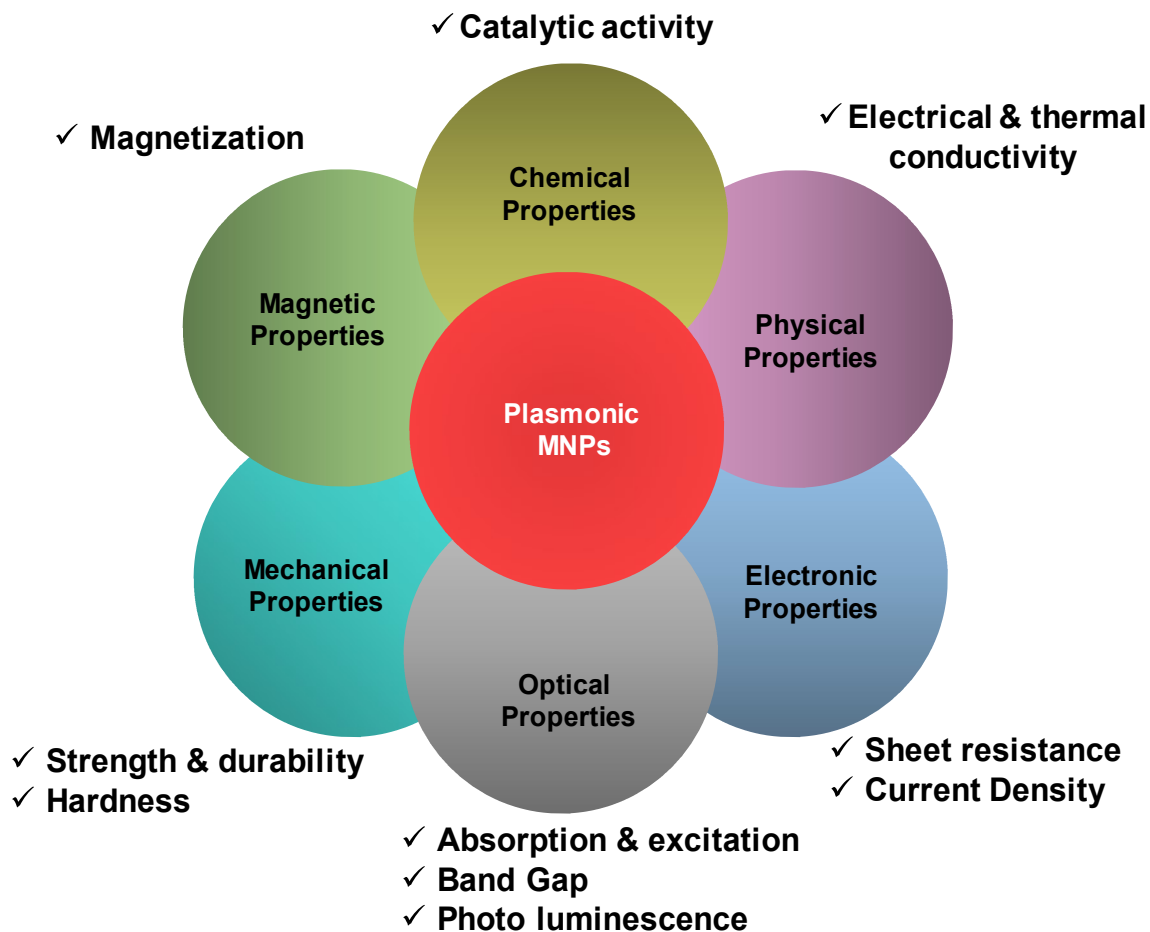 ✓ Catalytic activity
✓ Magnetization
✓ Electrical & thermal
conductivity
Chemical
Properties
Magnetic
Properties
Physical
Properties
Plasmonic
MNPs
Mechanical
Properties
Electronic
Properties
Optical
Properties
✓ Strength & durability
✓ Hardness
✓ Sheet resistance
✓ Current Density
✓ Absorption & excitation
✓ Band Gap
✓ Photo luminescence